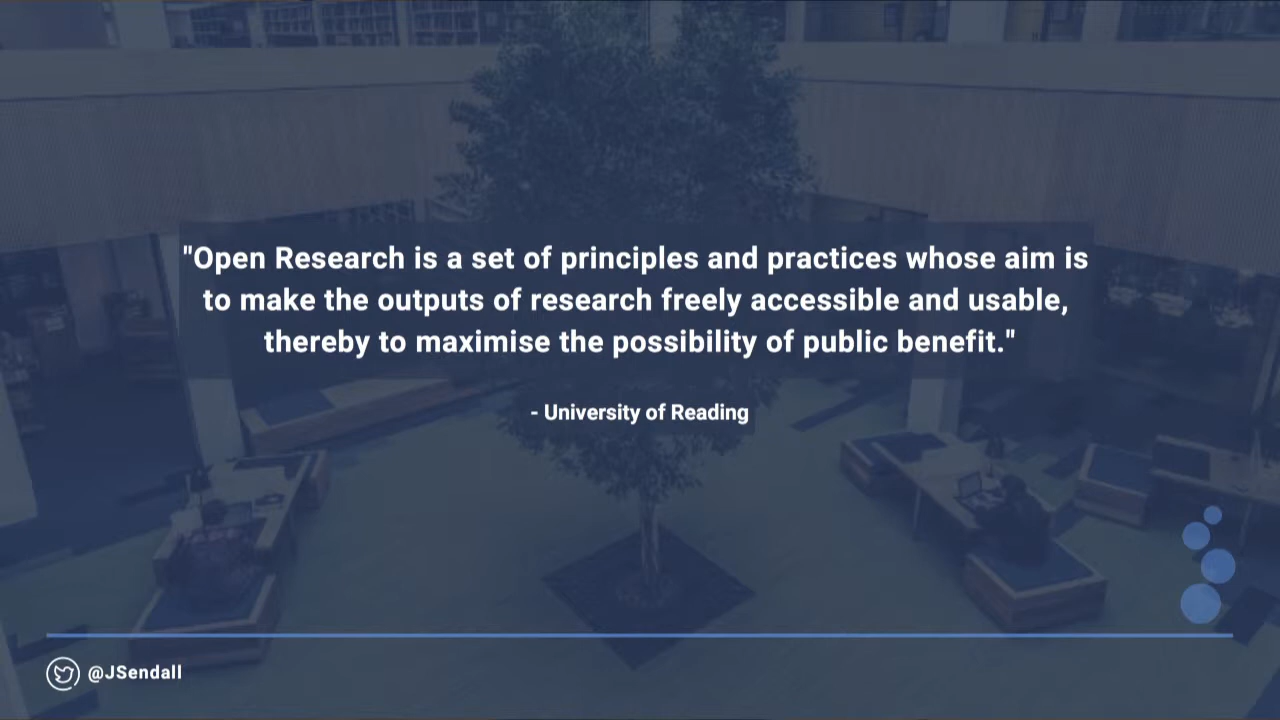 "Open Research is a set of principles and practices whose aim is
to make the outputs of research freely accessible and usable,
thereby to maximise the possibility of public benefit."
- University of Reading
@JSendall